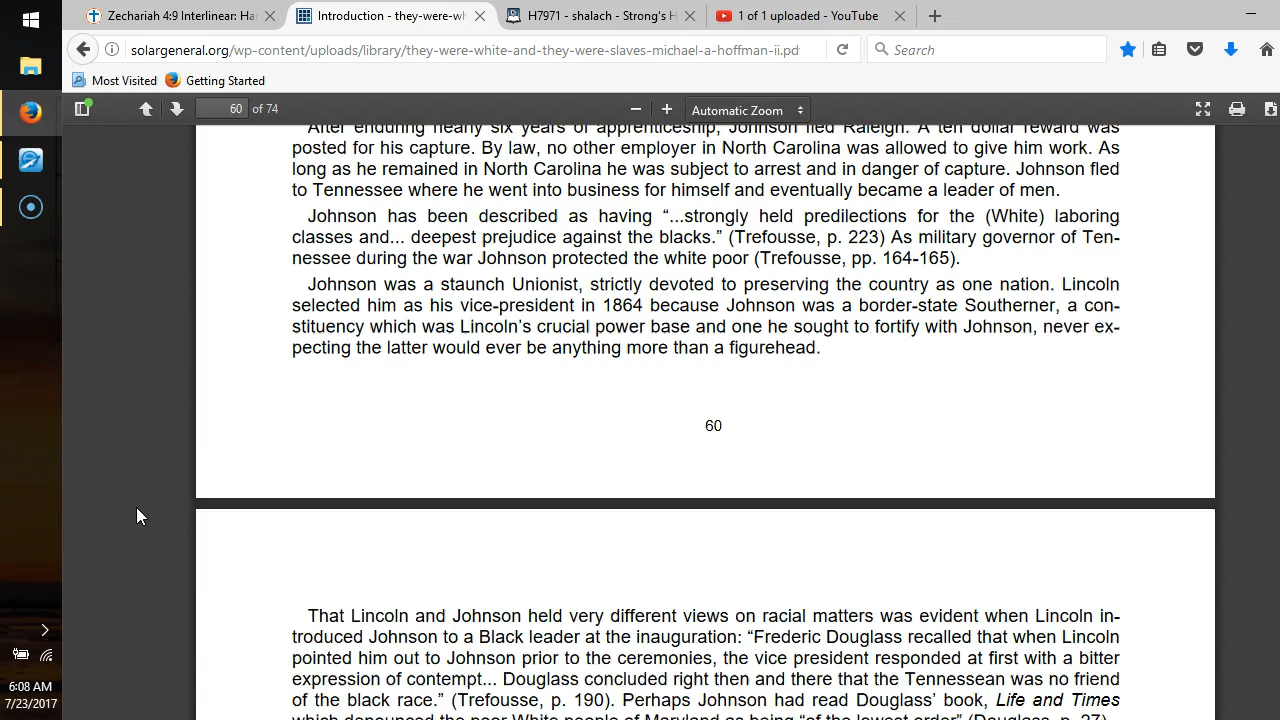 Zechariah 4:9 Interlinear: Ha
Introduction - they-were-wh
H7971 - shalach - Strong's H
1 of 1 uploaded - YouTube
solargeneral.org/wp-content/uploads/library/they-were-white-and-they-were-slaves-michael-a-hoffman-ii.pd
Search
Most Visited
Getting Started
60 of 74
Automatic Zoom
After enduring nearly six years of apprenticeship, Johnson fled Raleigh. A ten dollar reward was
posted for his capture. By law, no other employer in North Carolina was allowed to give him work. As
long as he remained in North Carolina he was subject to arrest and in danger of capture. Johnson fled
to Tennessee where he went into business for himself and eventually became a leader of men.
Johnson has been described as having “...strongly held predilections for the (White) laboring
classes and... deepest prejudice against the blacks.” (Trefousse, p. 223) As military governor of Ten-
nessee during the war Johnson protected the white poor (Trefousse, pp. 164-165).
Johnson was a staunch Unionist, strictly devoted to preserving the country as one nation. Lincoln
selected him as his vice-president in 1864 because Johnson was a border-state Southerner, a con-
stituency which was Lincoln’s crucial power base and one he sought to fortify with Johnson, never ex-
pecting the latter would ever be anything more than a figurehead.
60
That Lincoln and Johnson held very different views on racial matters was evident when Lincoln in-
troduced Johnson to a Black leader at the inauguration: “Frederic Douglass recalled that when Lincoln
pointed him out to Johnson prior to the ceremonies, the vice president responded at first with a bitter
expression of contempt... Douglass concluded right then and there that the Tennessean was no friend
of the black race.” (Trefousse, p. 190). Perhaps Johnson had read Douglass’ book, Life and Times
which denounced the poor White people of Maryland as being “of the lowest order” (Douglass, p. 27).
6:08 AM
7/23/2017